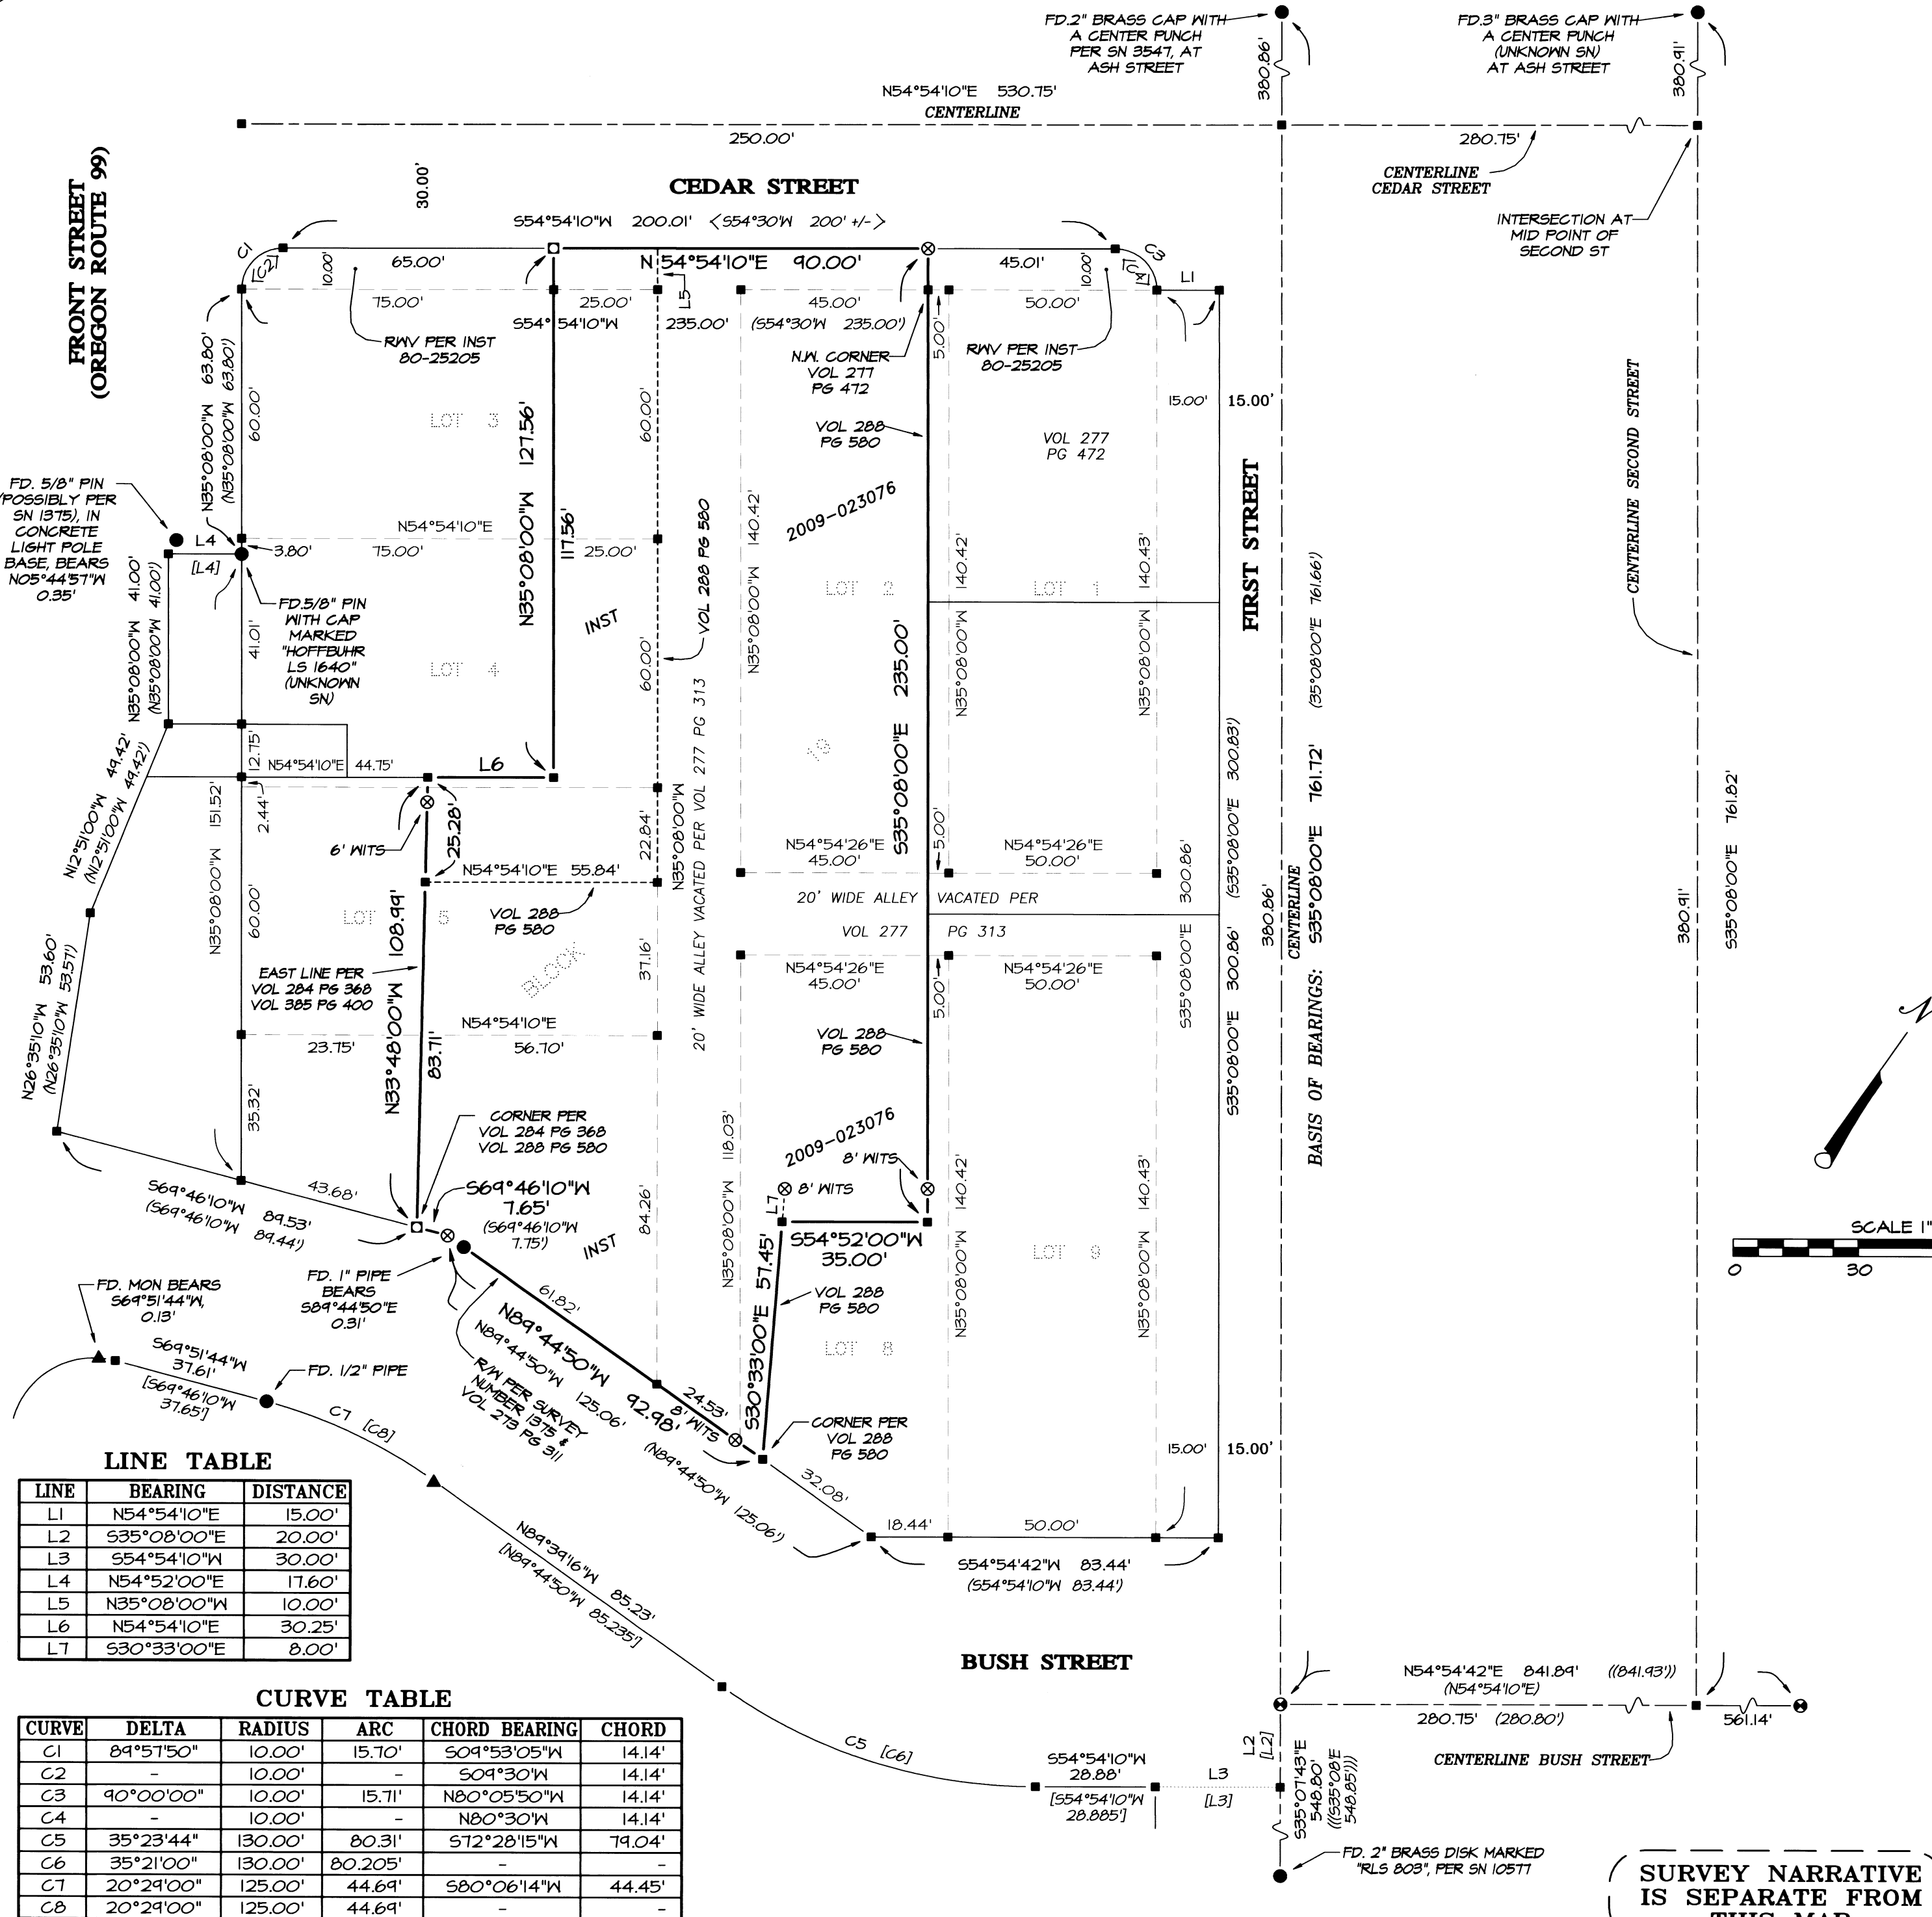 FD.2" BRASS CAP WITH
A CENTER PUNCH
PER SN 3547, AT
ASH STREET
380.86'
FD.3" BRASS CAP WITH
A CENTER PUNCH
(UNKNOWN SN)
AT ASH STREET
380.91'
N54°54'10"E 530.75'
CENTERLINE
250.00'
280.75'
CENTERLINE
CEDAR STREET
INTERSECTION AT
MID POINT OF
SECOND ST
FRONT STREET
(OREGON ROUTE 99)
30.00'
CEDAR STREET
S54°54'10"W 200.01' <S54°30'W 200' +/->
C1
[C2]
10.00'
65.00'
N 54°54'10"E 90.00'
45.01'
10.00'
C3
[C4]
L1
75.00'
25.00'
L5
45.00'
50.00'
S54°54'10"W 235.00' (S54°30'W 235.00')
RWV PER INST
80-25205
N.W. CORNER
VOL 277
PG 472
5.00'
RWV PER INST
80-25205
N35°08'00"W 63.80'
(N35°08'00"W 63.80')
60.00'
LOT 3
N35°08'00"W 127.56'
117.56'
60.00'
VOL 288
PG 580
VOL 277
PG 472
15.00'
15.00'
2009-023076
FIRST STREET
CENTERLINE SECOND STREET
FD. 5/8" PIN
(POSSIBLY PER
SN 1375), IN
CONCRETE
LIGHT POLE
BASE, BEARS
N05°44'57"W
0.35'
L4
[L4]
3.80'
N54°54'10"E
75.00'
25.00'
N35°08'00"W 41.00'
(N35°08'00"W 41.00')
41.01'
FD.5/8" PIN
WITH CAP
MARKED
"HOFFBUHR
LS 1640"
(UNKNOWN
SN)
LOT 4
INST
60.00'
VOL 288 PG 580
N35°08'00"W 140.42'
LOT 2
LOT 1
N35°08'00"W 140.42'
N35°08'00"W 140.43'
S35°08'00"E 235.00'
19
12.75'
N54°54'10"E 44.75'
L6
2.44'
N12°51'00"W 49.42'
(N12°51'00"W 49.42')
N35°08'00"W 151.52'
6' WITS
25.28'
22.84'
N35°08'00"W
20' WIDE ALLEY VACATED PER VOL 277 PG 313
N54°54'10"E 55.84'
N54°54'26"E
45.00'
5.00'
N54°54'26"E
50.00'
20' WIDE ALLEY VACATED PER
VOL 277 PG 313
N54°54'26"E
45.00'
5.00'
N54°54'26"E
50.00'
LOT 5
VOL 288
PG 580
60.00'
N33°48'00"W 108.99'
83.71'
EAST LINE PER
VOL 284 PG 368
VOL 385 PG 400
BLOCK
37.16'
N54°54'10"E
23.75'
56.70'
VOL 288
PG 580
300.86'
S35°08'00"E
S35°08'00"E 300.86'
(S35°08'00"E 300.83')
380.86'
CENTERLINE
BASIS OF BEARINGS: S35°08'00"E 761.72' (35°08'00"E 761.66')
380.91'
S35°08'00"E 761.82'
N26°35'10"W 53.60'
(N26°35'10"W 53.57')
35.32'
CORNER PER
VOL 284 PG 368
VOL 288 PG 580
S69°46'10"W
7.65'
(S69°46'10"W
7.75')
S69°46'10"W 89.53'
(S69°46'10"W 89.44')
43.68'
84.26'
INST
N35°08'00"W 118.03'
2009-023076
8' WITS
8' WITS
L7
S54°52'00"W
35.00'
S30°33'00"E 57.45'
VOL 288
PG 580
LOT 8
N35°08'00"W 140.42'
N35°08'00"W 140.43'
LOT 9
N
SCALE 1"
0 30
FD. MON BEARS
S69°51'44"W,
0.13'
FD. 1" PIPE
BEARS
S89°44'50"E
0.31'
S69°51'44"W
37.61'
[S69°46'10"W
37.65']
FD. 1/2" PIPE
C7 [C8]
61.82'
N89°44'50"W 92.98'
N89°44'50"W 125.06'
(N89°44'50"W 125.06')
R/W PER SURVEY
NUMBER 1375 &
VOL 273 PG 311
24.53'
8' WITS
CORNER PER
VOL 288
PG 580
32.08'
15.00'
15.00'
18.44'
50.00'
S54°54'42"W 83.44'
(S54°54'10"W 83.44')
N89°39'16"W 85.23'
[N89°44'50"W 85.235']
BUSH STREET
C5 [C6]
S54°54'10"W
28.88'
[S54°54'10"W
28.885']
L3
[L3]
L2
[L2]
N54°54'42"E 841.89' ((841.93'))
(N54°54'10"E)
280.75' (280.80')
561.14'
CENTERLINE BUSH STREET
S35°07'43"E
548.80'
((S35°08'E
548.85'))
FD. 2" BRASS DISK MARKED
"RLS 803", PER SN 10577
SURVEY NARRATIVE
IS SEPARATE FROM
THIS MAP
LINE TABLE
LINE BEARING DISTANCE
L1 N54°54'10"E 15.00'
L2 S35°08'00"E 20.00'
L3 S54°54'10"W 30.00'
L4 N54°52'00"E 17.60'
L5 N35°08'00"W 10.00'
L6 N54°54'10"E 30.25'
L7 S30°33'00"E 8.00'
CURVE TABLE
CURVE DELTA RADIUS ARC CHORD BEARING CHORD
C1 89°57'50" 10.00' 15.70' S09°53'05"W 14.14'
C2 - 10.00' - S09°30'W 14.14'
C3 90°00'00" 10.00' 15.71' N80°05'50"W 14.14'
C4 - 10.00' - N80°30'W 14.14'
C5 35°23'44" 130.00' 80.31' S72°28'15"W 79.04'
C6 35°21'00" 130.00' 80.205' - -
C7 20°29'00" 125.00' 44.69' S80°06'14"W 44.45'
C8 20°29'00" 125.00' 44.69' - -